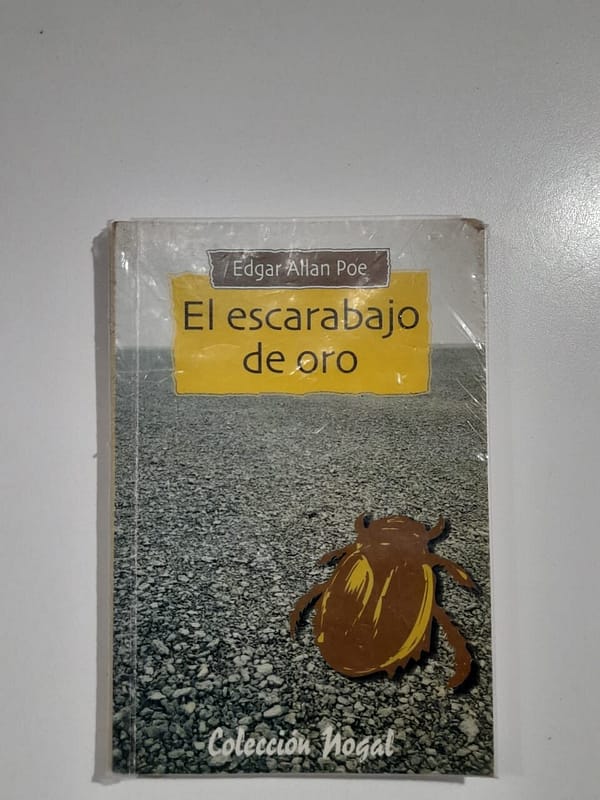 Edgar Allan Poe
El escarabajo
de oro
Colección Nogal